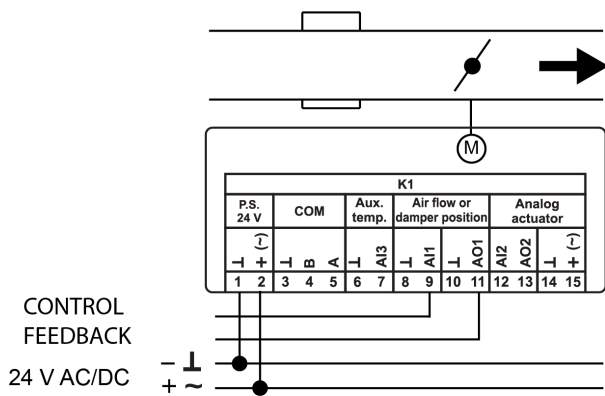 M
K1
P.S. 24 V
COM
Aux. temp.
Air flow or damper position
Analog actuator
⊥ + (~) ⊥ B A ⊥ AI3 ⊥ AI1 ⊥ AO1 AI2 AO2 ⊥ + (~)
1 2 3 4 5 6 7 8 9 10 11 12 13 14 15
CONTROL
FEEDBACK
24 V AC/DC
– ⊥
+ ~